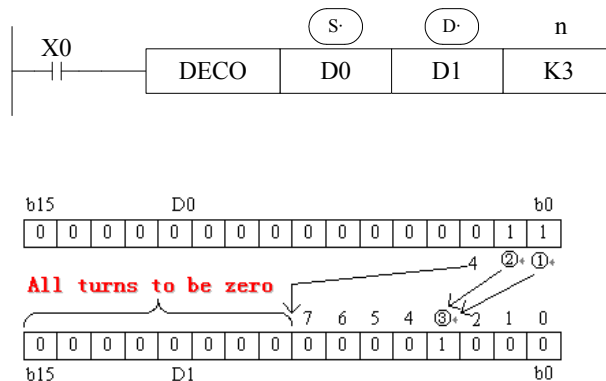 S· D· n
X0
DECO D0 D1 K3
b15 D0 b0
0 0 0 0 0 0 0 0 0 0 0 0 0 0 1 1
4 ② ①
All turns to be zero
7 6 5 4 ③ 2 1 0
0 0 0 0 0 0 0 0 0 0 0 0 1 0 0 0
b15 D1 b0